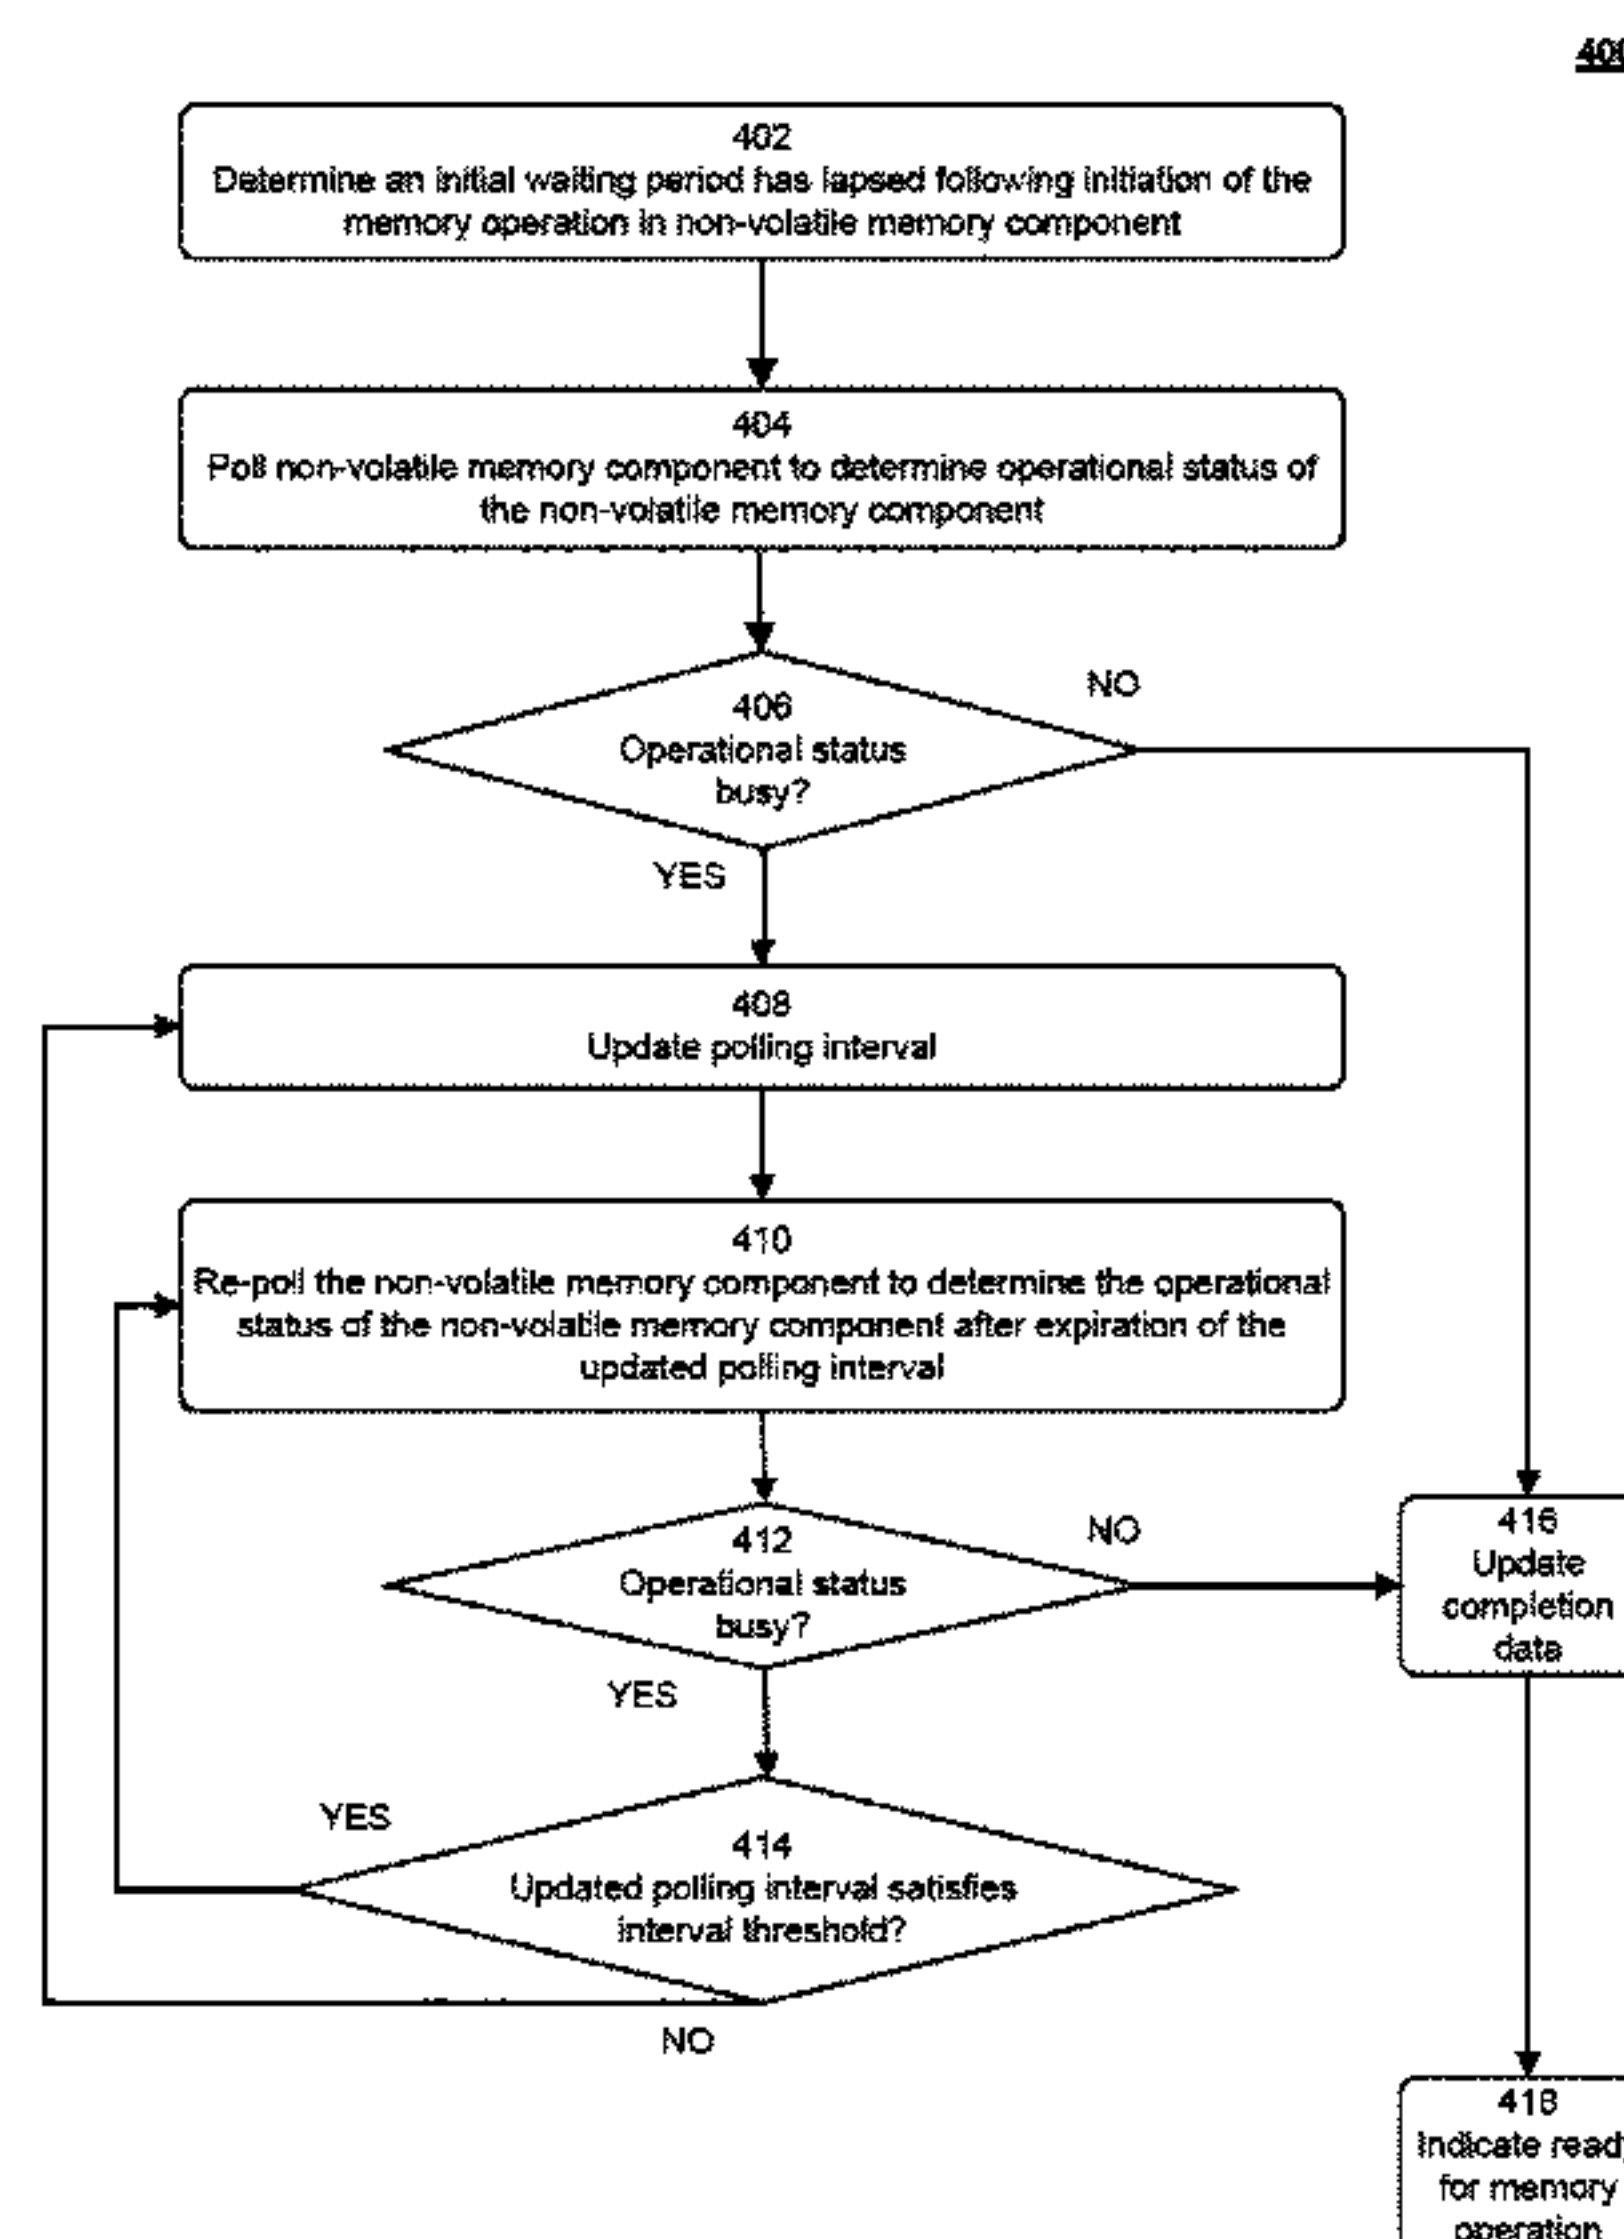 400
402
Determine an initial waiting period has lapsed following initiation of the
memory operation in non-volatile memory component
404
Poll non-volatile memory component to determine operational status of
the non-volatile memory component
406
Operational status
busy?
NO
YES
408
Update polling interval
410
Re-poll the non-volatile memory component to determine the operational
status of the non-volatile memory component after expiration of the
updated polling interval
412
Operational status
busy?
NO
YES
416
Update
completion
data
414
Updated polling interval satisfies
interval threshold?
YES
NO
418
Indicate ready
for memory
operation